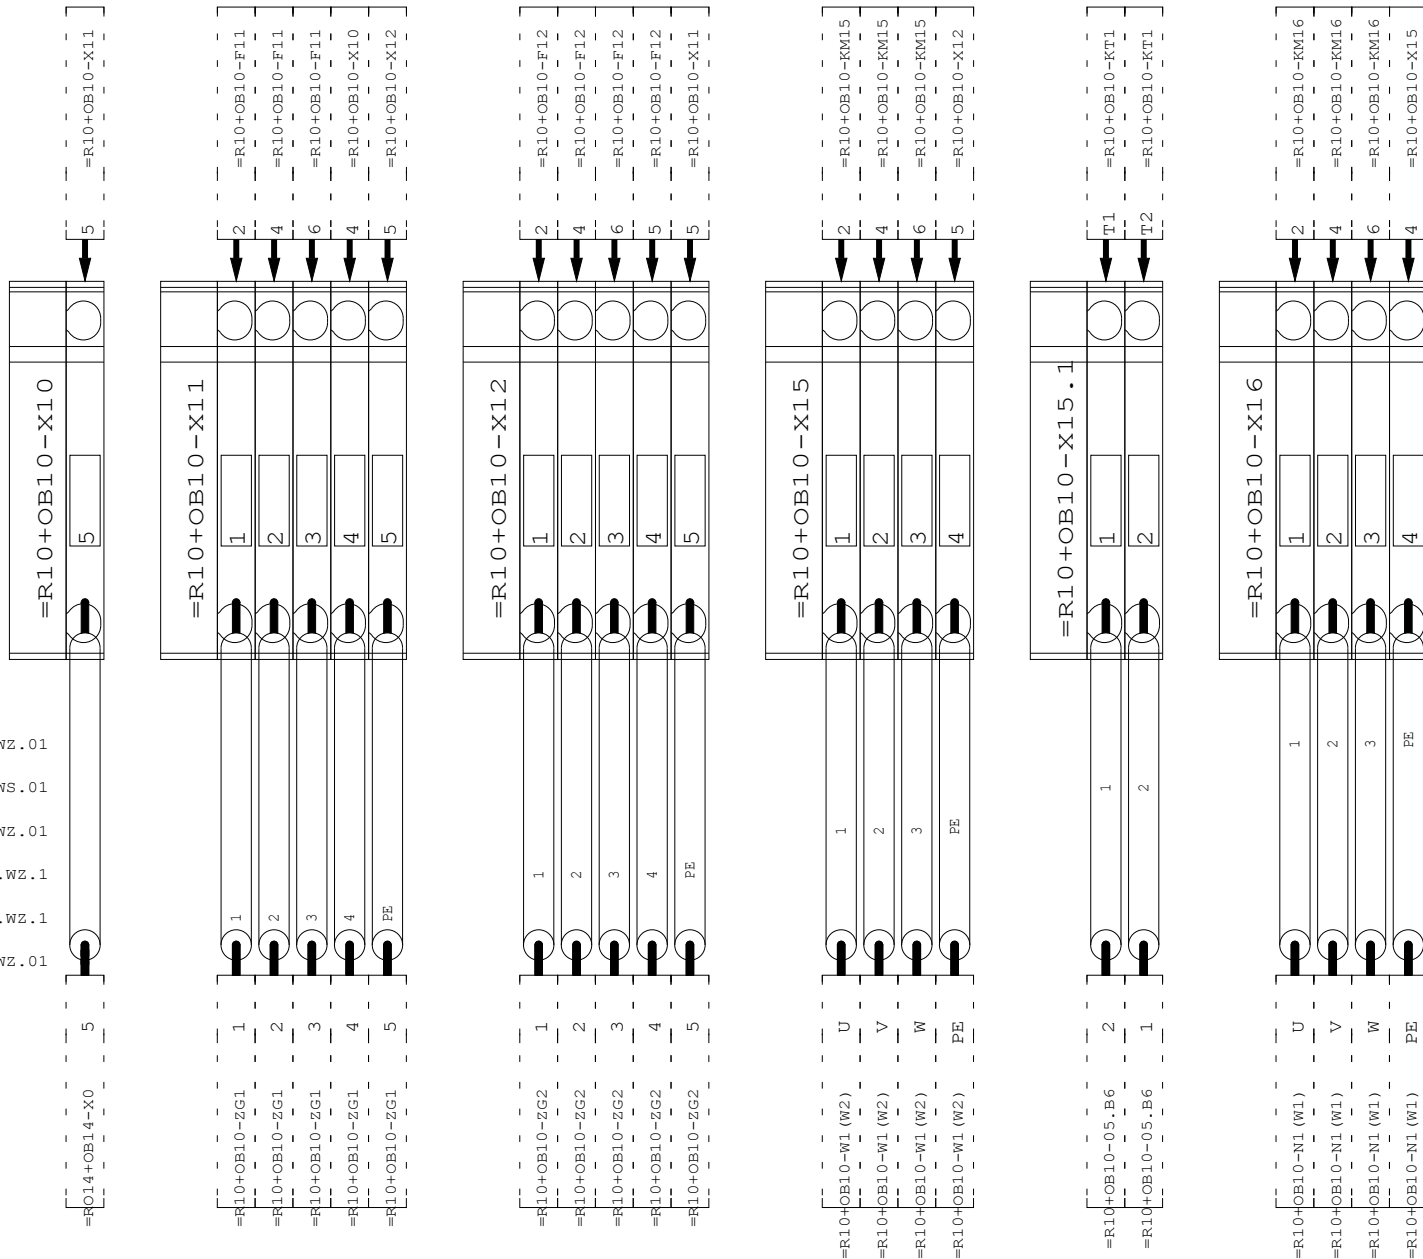 =R10+OB10-X11
=R10+OB10-F11
=R10+OB10-F11
=R10+OB10-F11
=R10+OB10-X10
=R10+OB10-X12
=R10+OB10-F12
=R10+OB10-F12
=R10+OB10-F12
=R10+OB10-F12
=R10+OB10-X11
=R10+OB10-KM15
=R10+OB10-KM15
=R10+OB10-KM15
=R10+OB10-X12
=R10+OB10-KT1
=R10+OB10-KT1
=R10+OB10-KM16
=R10+OB10-KM16
=R10+OB10-KM16
=R10+OB10-X15
5
2
4
6
4
5
2
4
6
5
5
2
4
6
5
T1
T2
2
4
6
4
=R10+OB10-X10
5
=R10+OB10-X11
1
2
3
4
5
=R10+OB10-X12
1
2
3
4
5
=R10+OB10-X15
1
2
3
4
=R10+OB10-X15.1
1
2
=R10+OB10-X16
1
2
3
4
WZ.01
1
2
3
PE
WS.01
1
2
WZ.01
1
2
3
PE
.WZ.1
1
2
3
4
PE
.WZ.1
1
2
3
4
PE
WZ.01
5
1
2
3
4
5
1
2
3
4
5
U
V
W
PE
2
1
U
V
W
PE
=RO14+OB14-X0
=R10+OB10-ZG1
=R10+OB10-ZG1
=R10+OB10-ZG1
=R10+OB10-ZG1
=R10+OB10-ZG1
=R10+OB10-ZG2
=R10+OB10-ZG2
=R10+OB10-ZG2
=R10+OB10-ZG2
=R10+OB10-ZG2
=R10+OB10-W1(W2)
=R10+OB10-W1(W2)
=R10+OB10-W1(W2)
=R10+OB10-W1(W2)
=R10+OB10-05.B6
=R10+OB10-05.B6
=R10+OB10-N1(W1)
=R10+OB10-N1(W1)
=R10+OB10-N1(W1)
=R10+OB10-N1(W1)